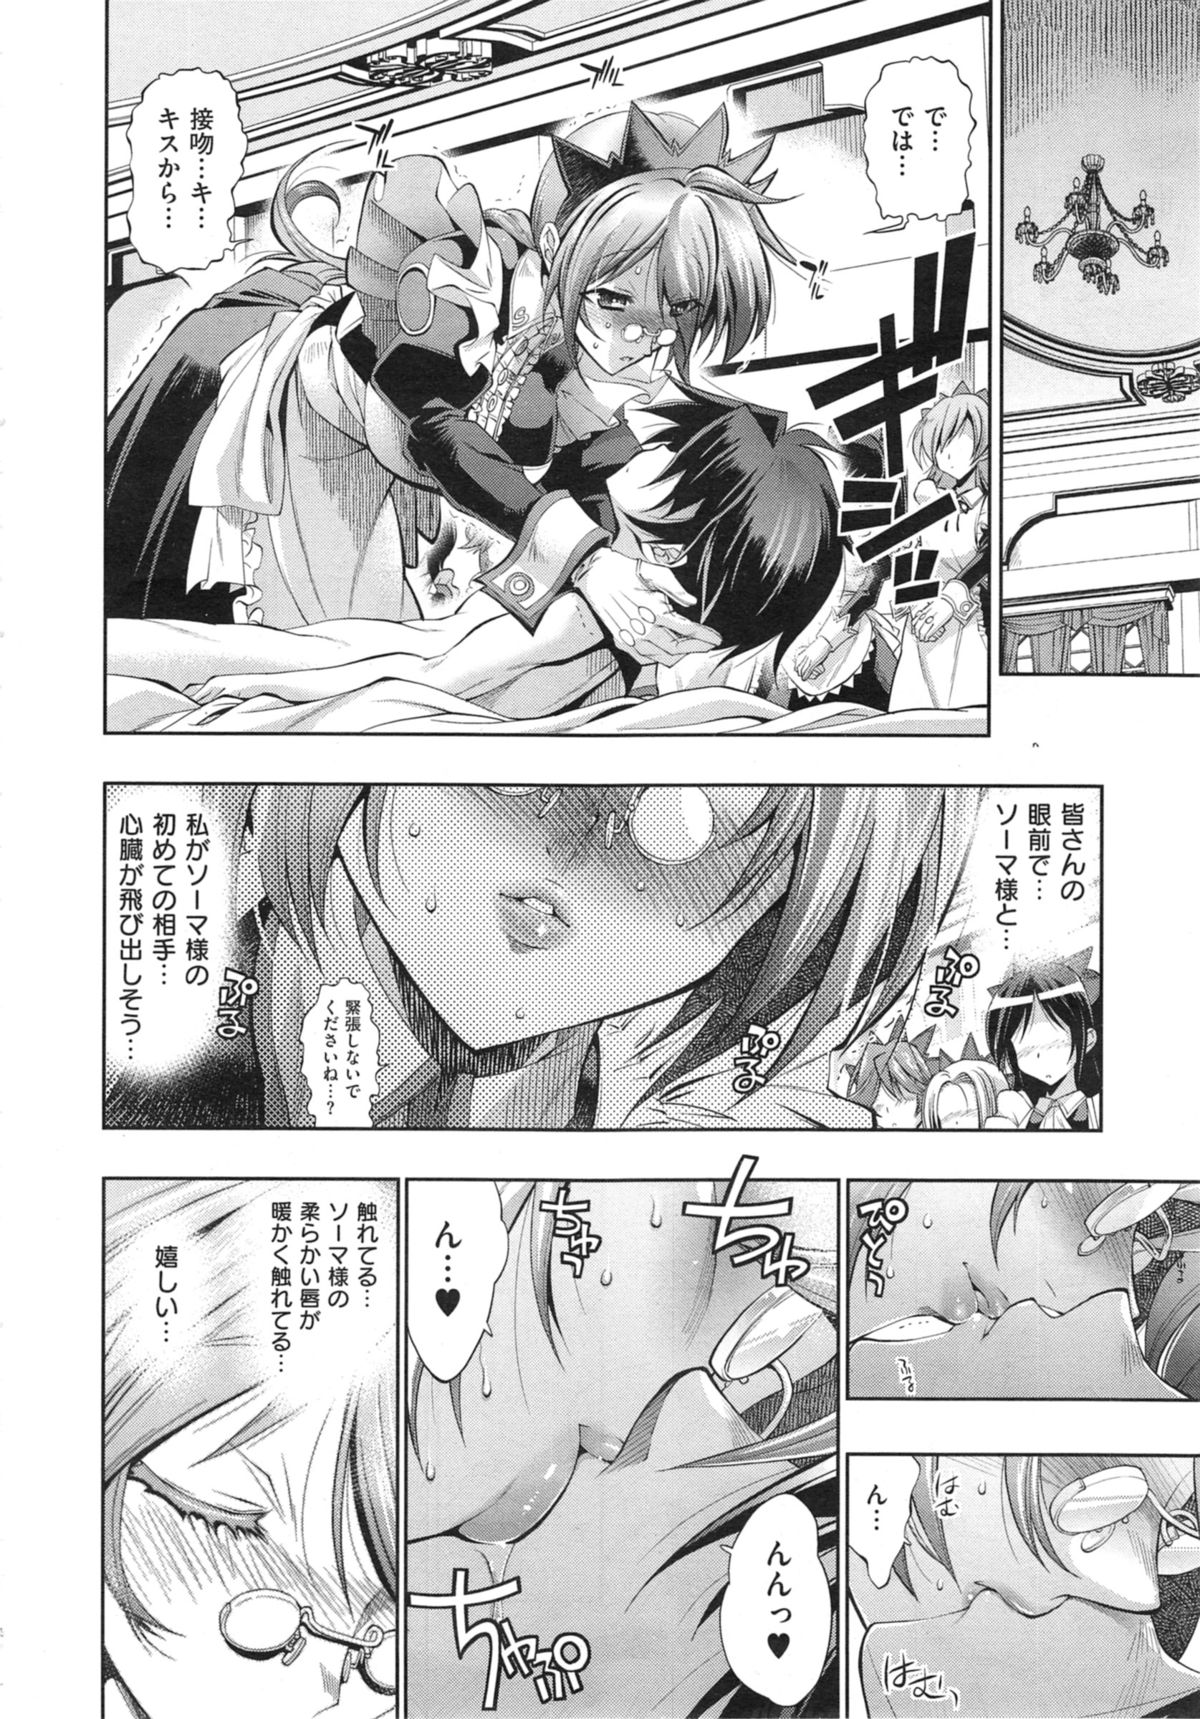 で…
では…
ギシッ
接吻…キ…
キスから…
皆さんの
眼前で…
ソーマ様と…
ぷる
ぷる
緊張しないで
くださいね…?
ぷる
私がソーマ様の
初めての相手…
心臓が飛び出しそう…
ぴとっ
ぷる
ん…
はむ
はむっ
ちゅ
ちゅっ
ん…♥
んんっ♥
ちゅぷ
触れてる…
ソーマ様の
柔らかい唇が
暖かく触れてる…
嬉しい…